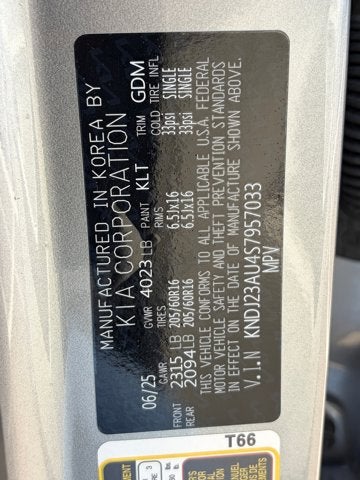 MANUFACTURED IN KOREA BY
KIA CORPORATION
06/25 GVWR 4023 LB PAINT KLT TRIM GDM
GAWR TIRES RIMS COLD TIRE INFL
FRONT 2315 LB 205/60R16 6.5JX16 33psi SINGLE
REAR 2094 LB 205/60R16 6.5JX16 33psi SINGLE
THIS VEHICLE CONFORMS TO ALL APPLICABLE U.S.A. FEDERAL
MOTOR VEHICLE SAFETY AND THEFT PREVENTION STANDARDS
IN EFFECT ON THE DATE OF MANUFACTURE SHOWN ABOVE.
V.I.N KNDJ23AU4S7957033
MPV
T66